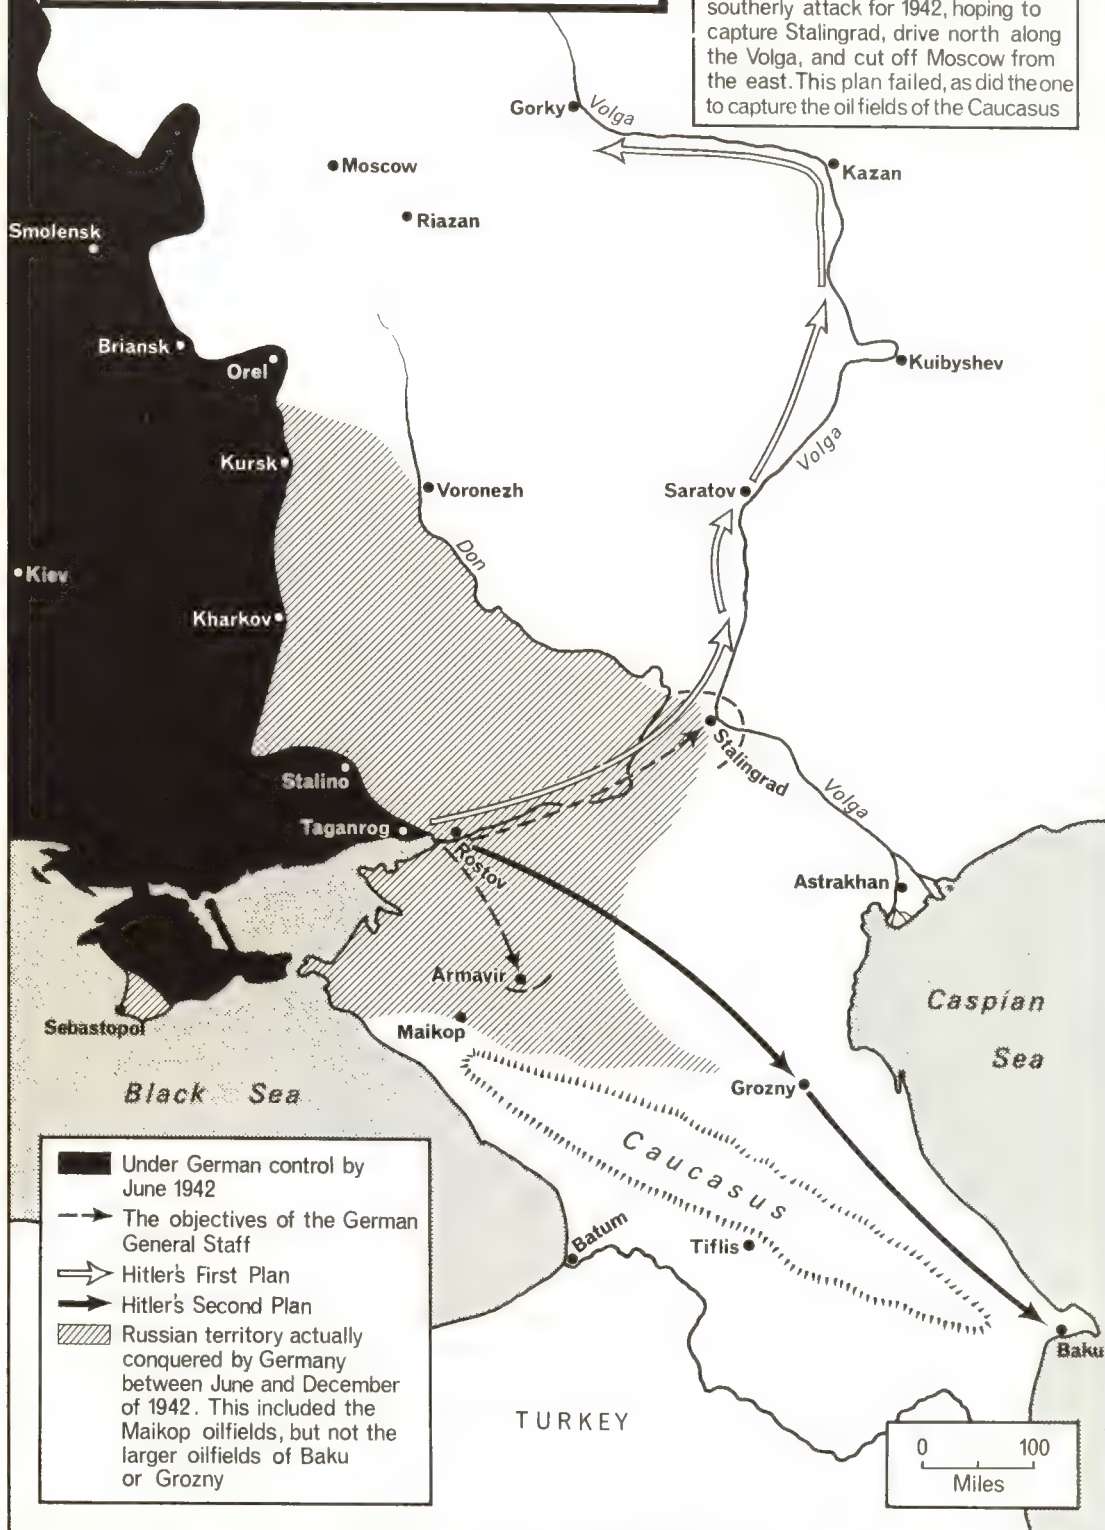 southerly attack for 1942, hoping to
capture Stalingrad, drive north along
the Volga, and cut off Moscow from
the east. This plan failed, as did the one
to capture the oil fields of the Caucasus
Gorky
Volga
Moscow
Kazan
Riazan
Smolensk
Briansk
Orel
Kuibyshev
Volga
Kursk
Voronezh
Saratov
Don
Kiev
Kharkov
Stalingrad
Stalino
Volga
Taganrog
Rostov
Astrakhan
Armavir
Caspian
Sea
Sebastopol
Maikop
Grozny
Black Sea
Caucasus
Batum
Tiflis
Baku
TURKEY
Under German control by
June 1942
The objectives of the German
General Staff
Hitler's First Plan
Hitler's Second Plan
Russian territory actually
conquered by Germany
between June and December
of 1942. This included the
Maikop oilfields, but not the
larger oilfields of Baku
or Grozny
0 100
Miles